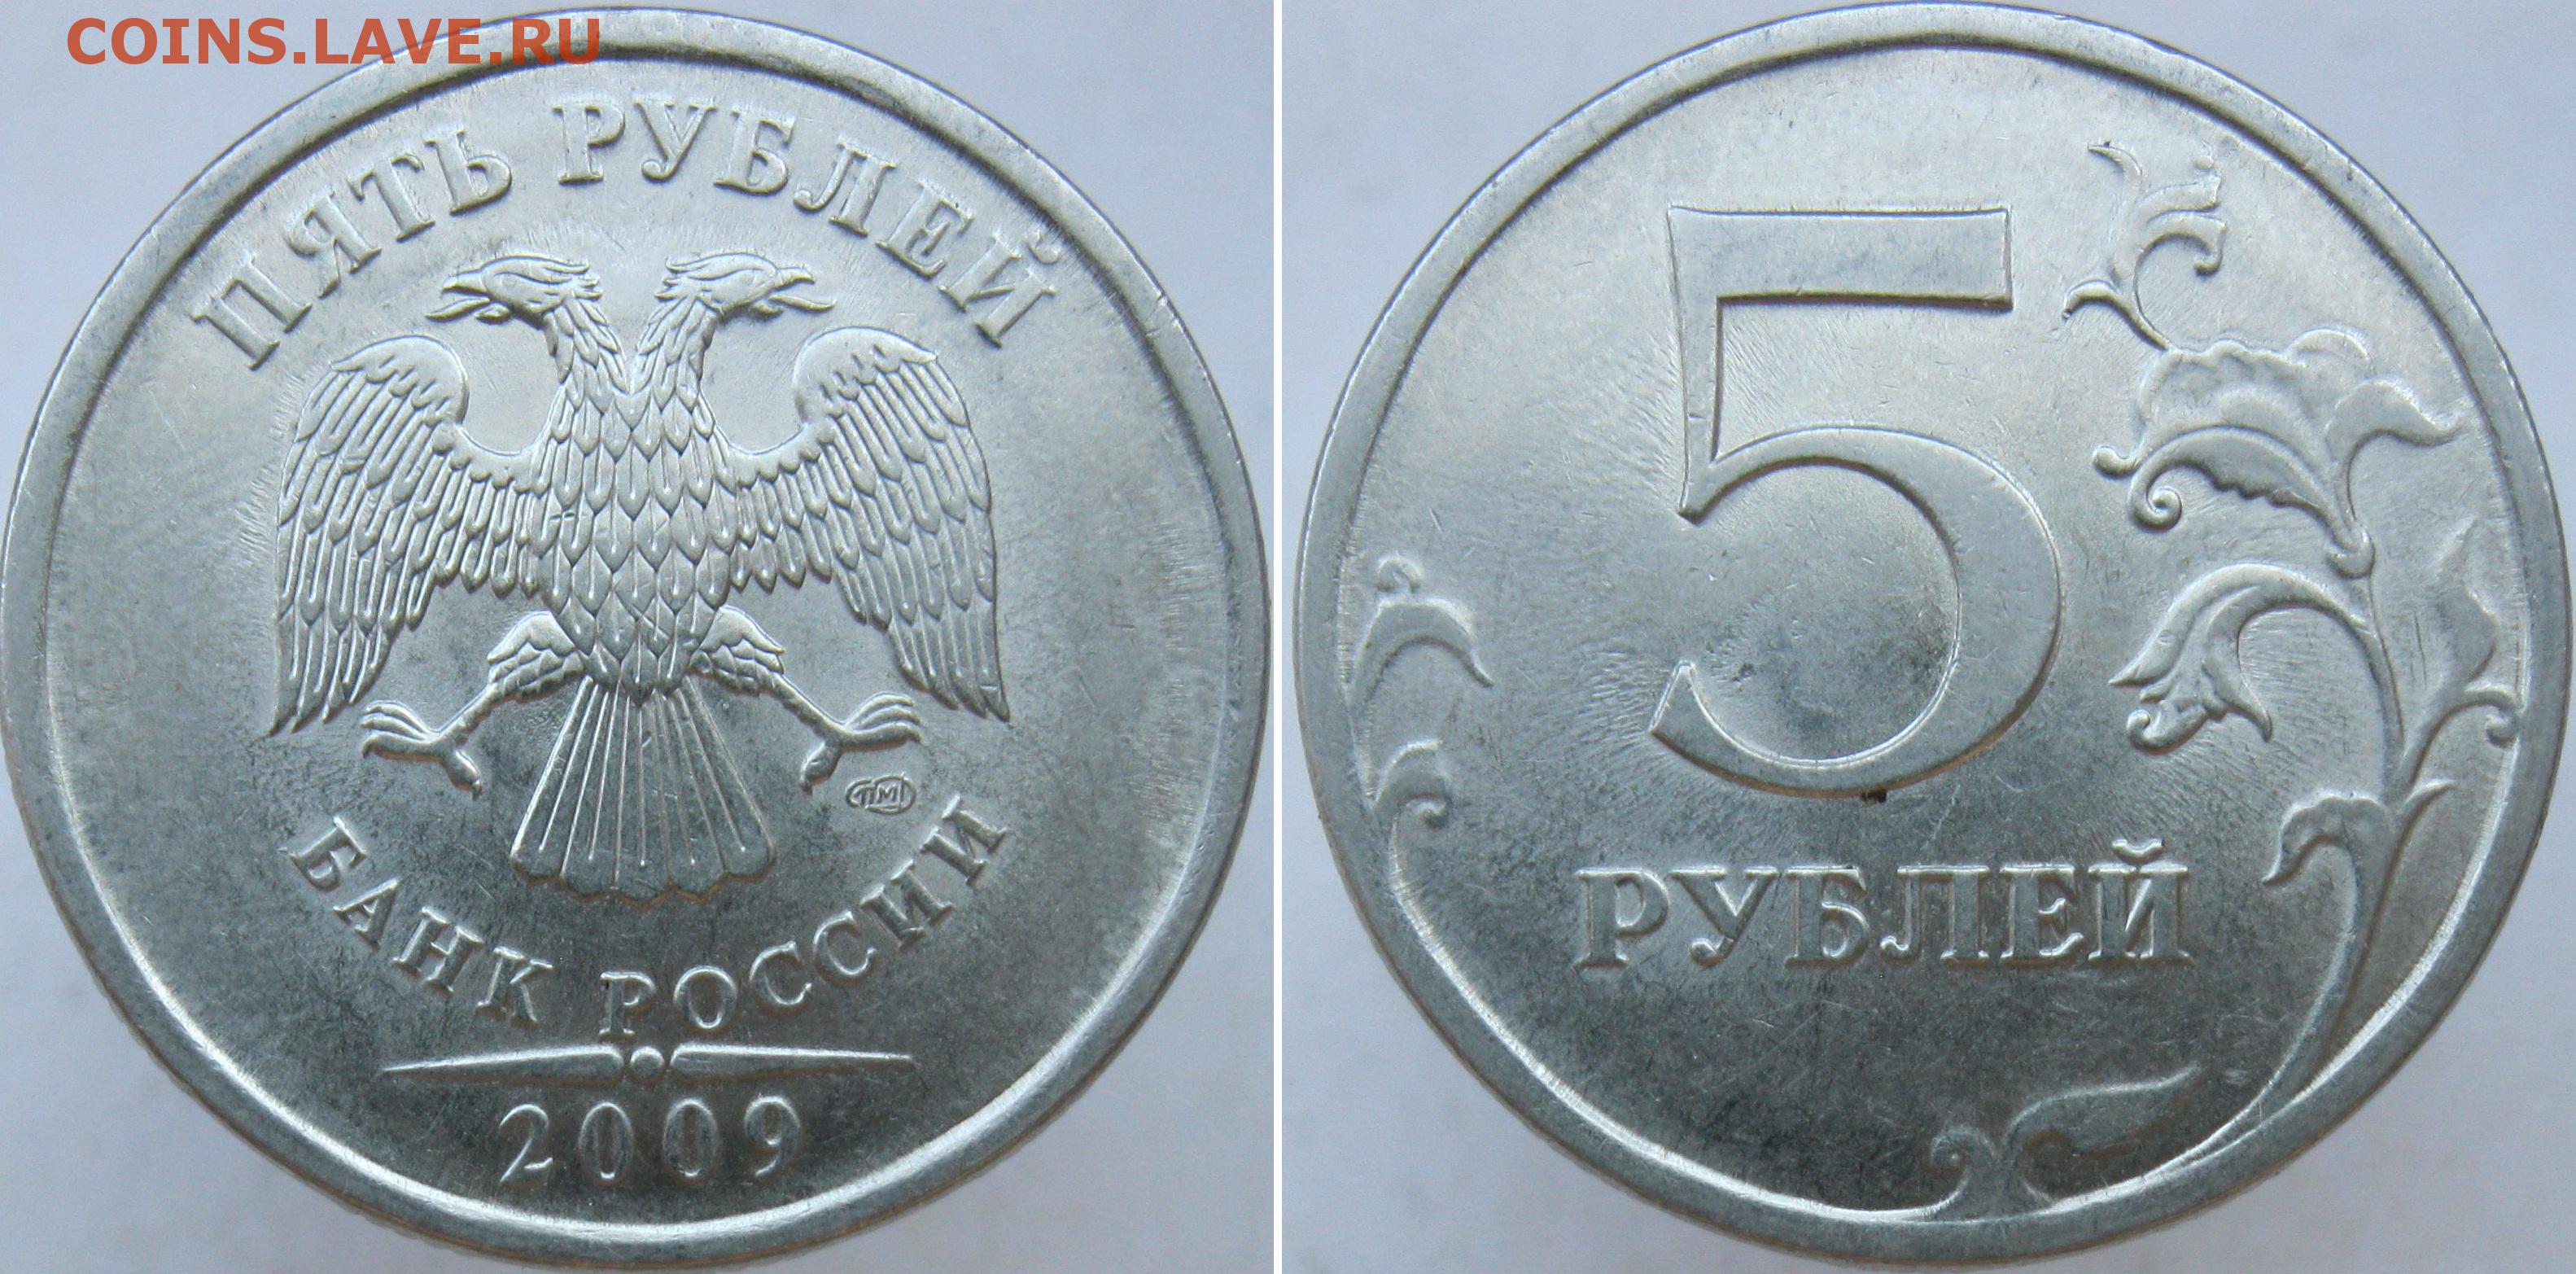 COINS.LAVE.RU
ПЯТЬ РУБЛЕЙ
СПМД
БАНК РОССИИ
2009
5
РУБЛЕЙ